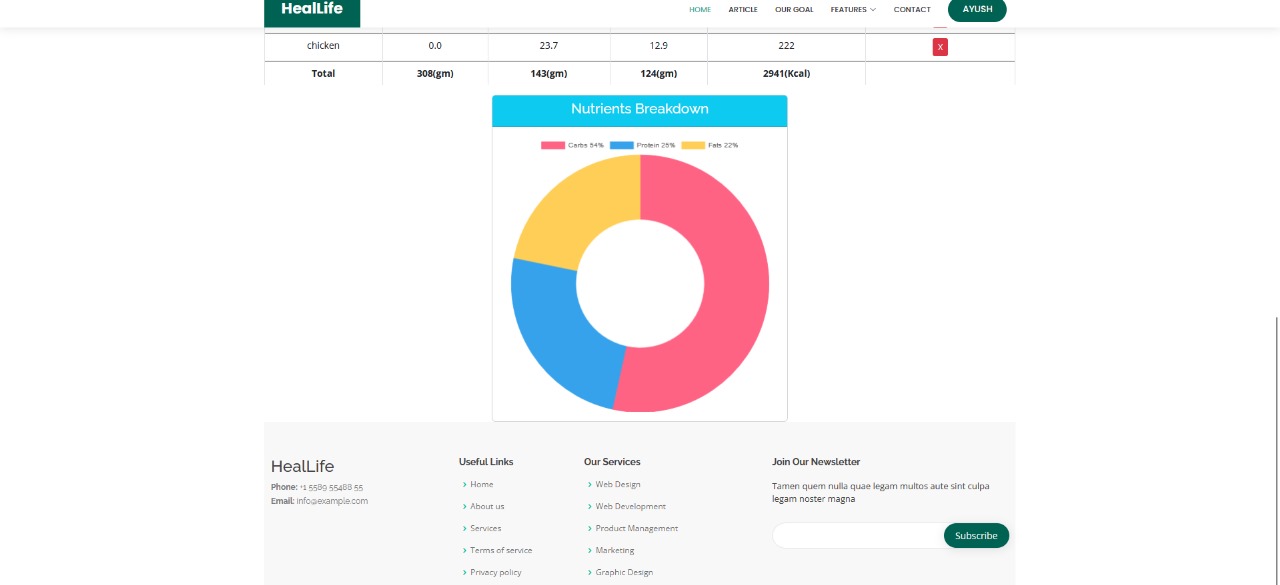 HealLife
HOME ARTICLE OUR GOAL FEATURES CONTACT AYUSH
chicken 0.0 23.7 12.9 222 X
Total 308(gm) 143(gm) 124(gm) 2941(Kcal)
Nutrients Breakdown
Carbs 54% Protein 25% Fats 22%
HealLife
Phone: +1 5589 55488 55
Email: info@example.com
Useful Links
Home
About us
Services
Terms of service
Privacy policy
Our Services
Web Design
Web Development
Product Management
Marketing
Graphic Design
Join Our Newsletter
Tamen quem nulla quae legam multos aute sint culpa
legam noster magna
Subscribe